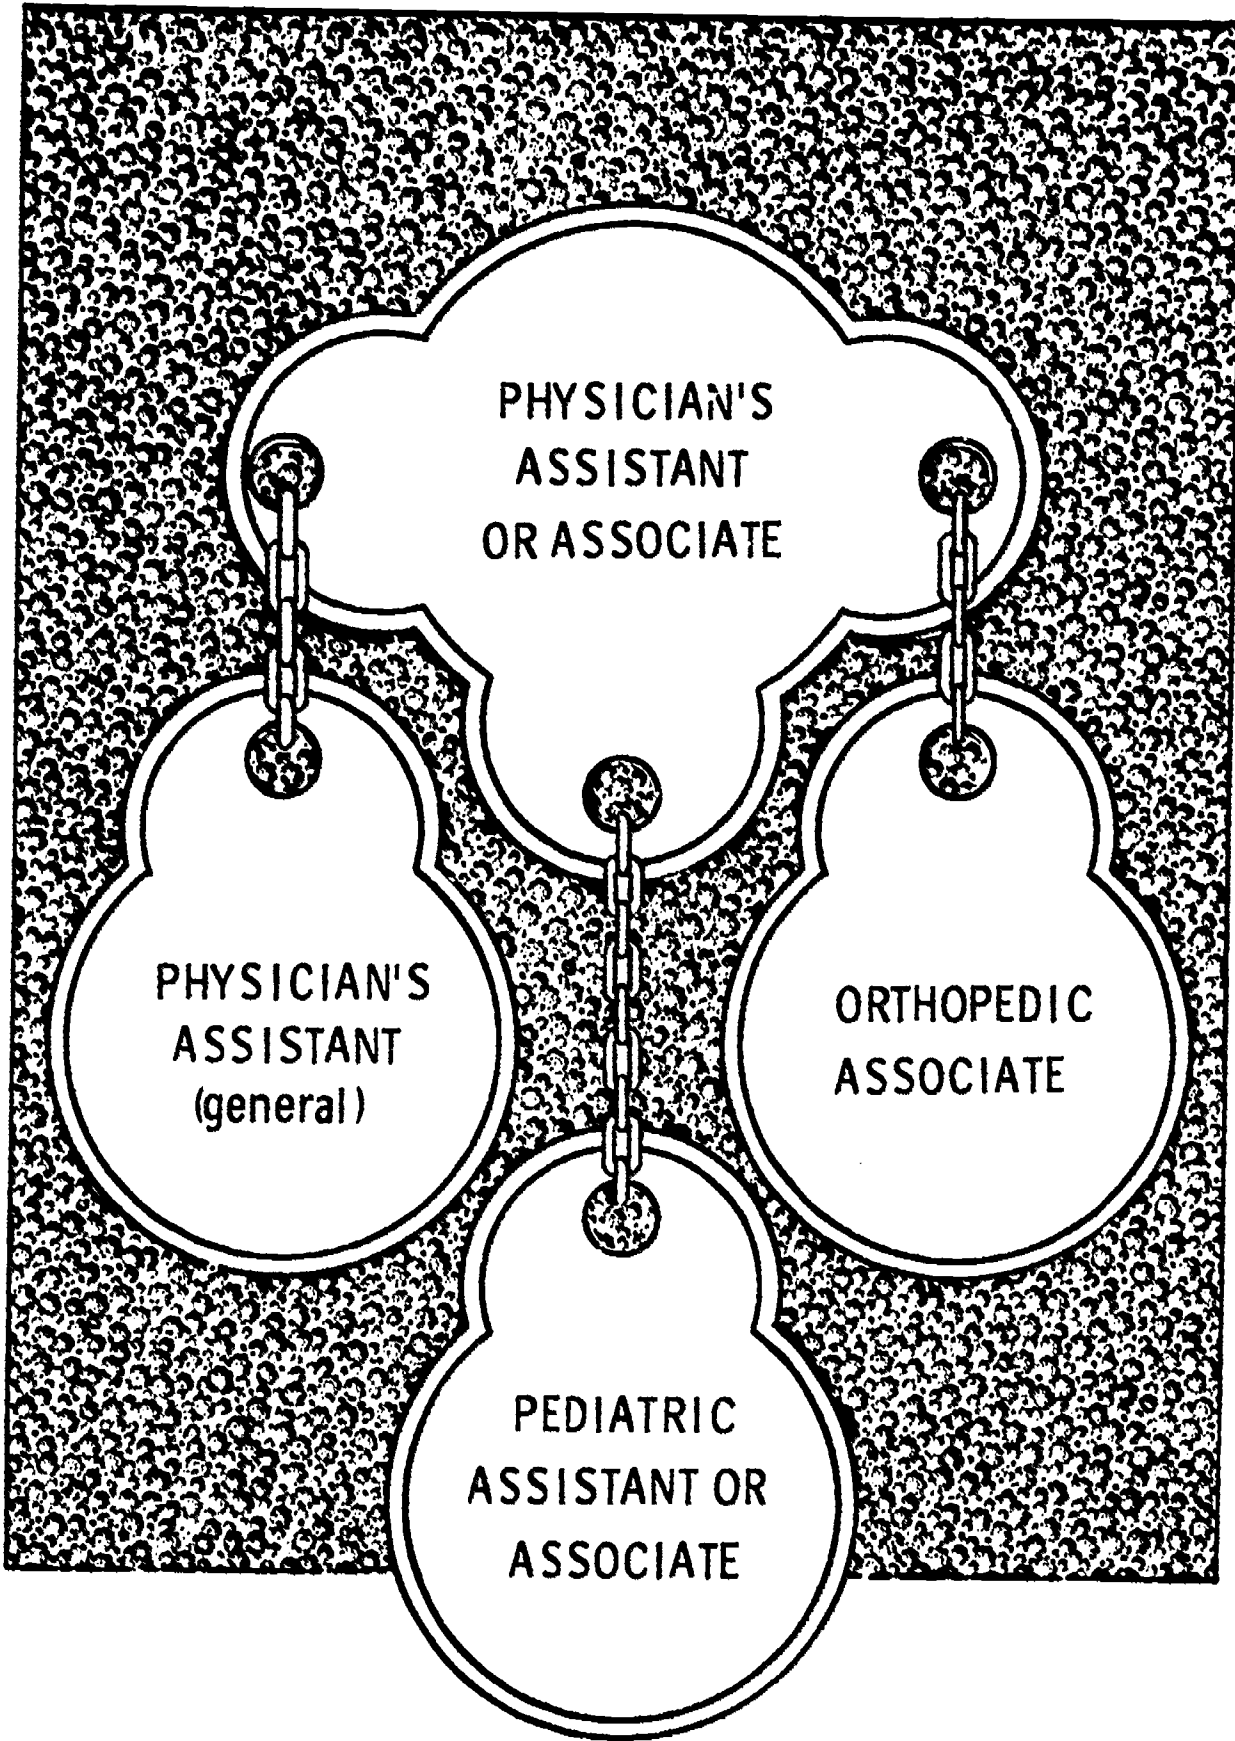 PHYSICIAN'S
ASSISTANT
OR ASSOCIATE
PHYSICIAN'S
ASSISTANT
(general)
ORTHOPEDIC
ASSOCIATE
PEDIATRIC
ASSISTANT OR
ASSOCIATE